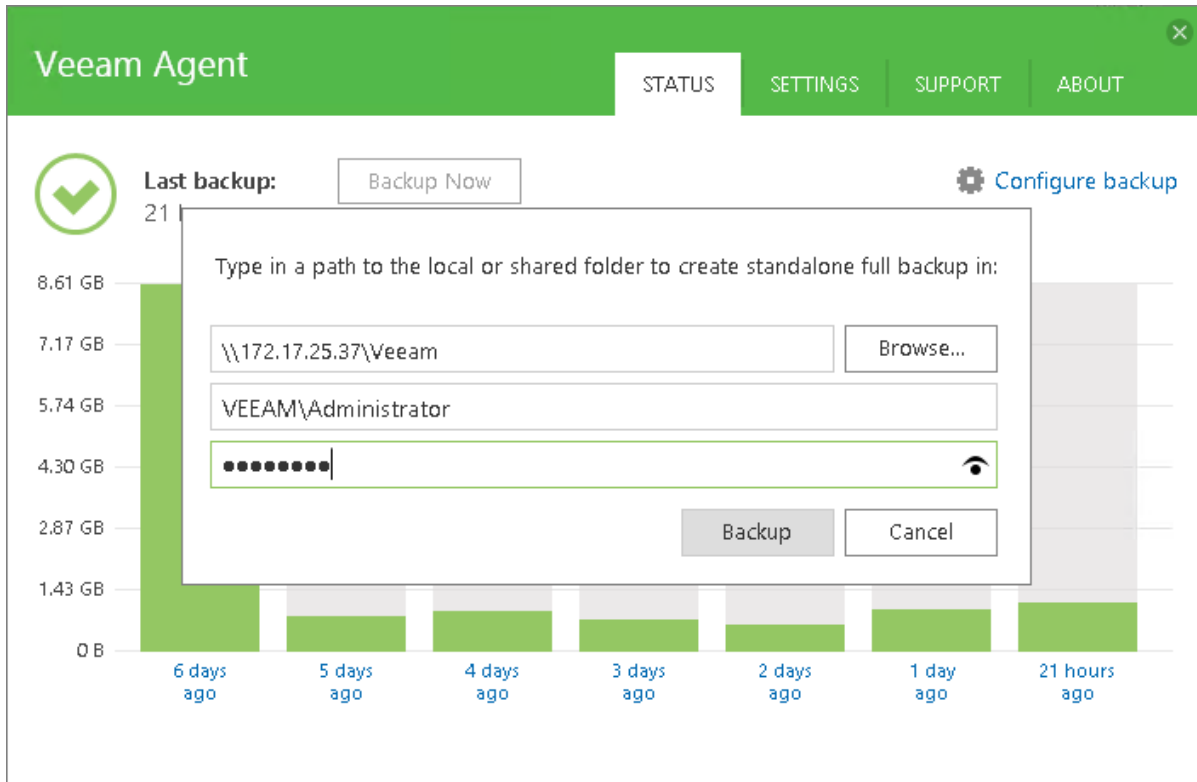 Veeam Agent
STATUS
SETTINGS
SUPPORT
ABOUT
Last backup:
Backup Now
Configure backup
21
Type in a path to the local or shared folder to create standalone full backup in:
\\172.17.25.37\Veeam
Browse...
VEEAM\Administrator
●●●●●●●●
Backup
Cancel
8.61 GB
7.17 GB
5.74 GB
4.30 GB
2.87 GB
1.43 GB
0 B
6 days
ago
5 days
ago
4 days
ago
3 days
ago
2 days
ago
1 day
ago
21 hours
ago